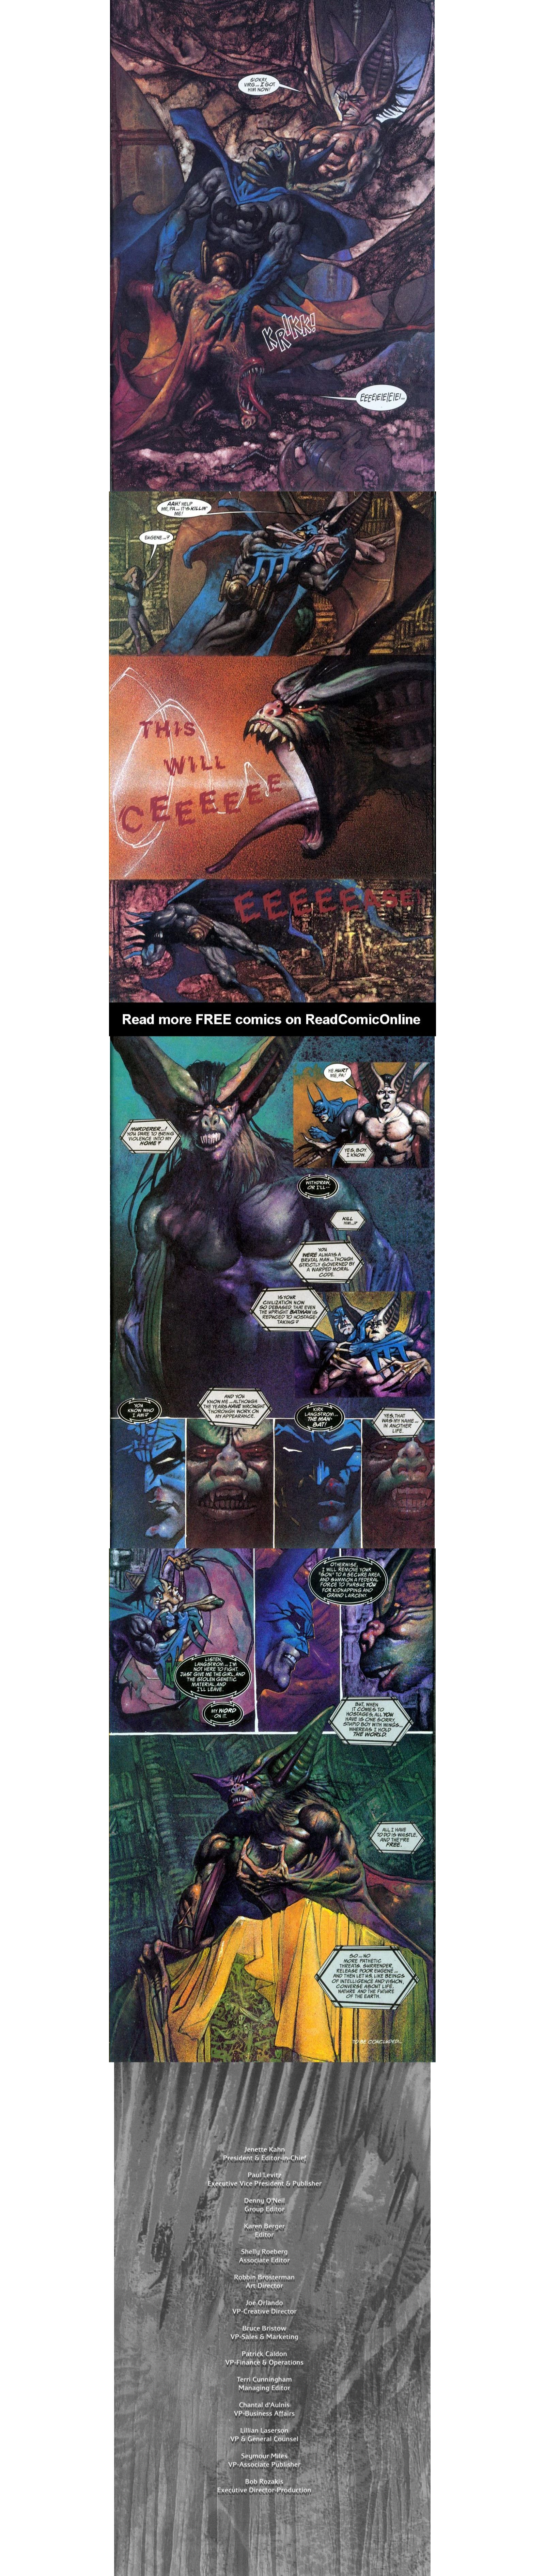 SIDDEE
VIRG... I GOT
HIM NOW!
KRIKK!
EEEEIEIEIEI...
AAH! HELP
ME, PA... IT'S KILLIN'
ME!
EUGENE...?
THIS
WILL
CEEEEEEE
EEEEEEASE!
Read more FREE comics on ReadComicOnline
HE HURT
ME, PA!
MURDERER...!
YOU DARE TO BRING
VIOLENCE INTO MY
HOME?
YES, BOY.
I KNOW.
WITHDRAW,
OR I'LL--
KILL
HIM...?
YOU
WERE ALWAYS A
BRUTAL MAN... THOUGH
STRICTLY GOVERNED BY
A WARPED MORAL
CODE.
IS YOUR
CIVILIZATION NOW
SO DEBASED THAT EVEN
THE UPRIGHT BATMAN IS
REDUCED TO HOSTAGE-
TAKING?
YOU
KNOW WHO
I AM?
AND YOU
KNOW ME... ALTHOUGH
THE YEARS HAVE WROUGHT
THOROUGH WORK ON
MY APPEARANCE.
KIRK
LANGSTROM...
THE MAN-
BAT!
YES, THAT
WAS MY NAME...
IN ANOTHER
LIFE.
LISTEN,
LANGSTROM... I'M
NOT HERE TO FIGHT.
JUST GIVE ME THE GIRL, AND
THE STOLEN GENETIC
MATERIAL, AND
I'LL LEAVE.
MY WORD
ON IT.
OTHERWISE,
I WILL REMOVE YOUR
"BOY" TO A SECURE AREA,
AND SUMMON A FEDERAL
FORCE TO PURSUE YOU
FOR KIDNAPPING AND
GRAND LARCENY.
BUT, WHEN
IT COMES TO
HOSTAGES, ALL YOU
HAVE IS ONE SORRY,
STUPID BOY WITH WINGS...
WHEREAS I HOLD
THE WORLD.
ALL I HAVE
TO DO IS WHISTLE,
AND THEY'RE
FREE.
SO... NO
MORE PATHETIC
THREATS. SURRENDER,
RELEASE POOR EUGENE...
AND THEN LET US, LIKE BEINGS
OF INTELLIGENCE AND VISION,
CONVERSE ABOUT LIFE,
NATURE AND THE FUTURE
OF THE EARTH.
TO BE CONCLUDED...
Jenette Kahn
President & Editor-in-Chief
Paul Levitz
Executive Vice President & Publisher
Denny O'Neil
Group Editor
Karen Berger
Editor
Shelly Roeberg
Associate Editor
Robbin Brosterman
Art Director
Joe Orlando
VP-Creative Director
Bruce Bristow
VP-Sales & Marketing
Patrick Caldon
VP-Finance & Operations
Terri Cunningham
Managing Editor
Chantal d'Aulnis
VP-Business Affairs
Lillian Laserson
VP & General Counsel
Seymour Miles
VP-Associate Publisher
Bob Rozakis
Executive Director-Production